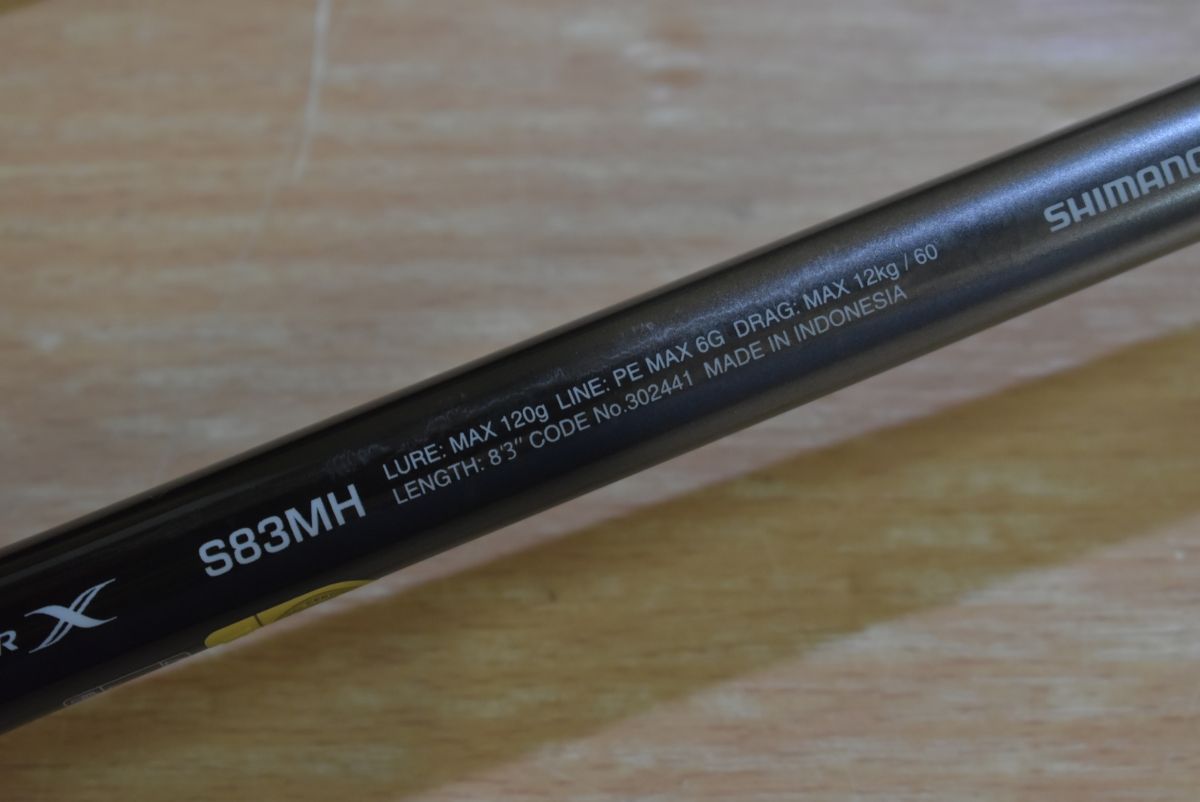 SHIMANO
LURE: MAX 120g LINE: PE MAX 6G DRAG: MAX 12kg / 60°
LENGTH: 8'3" CODE No.302441 MADE IN INDONESIA
S83MH
R X